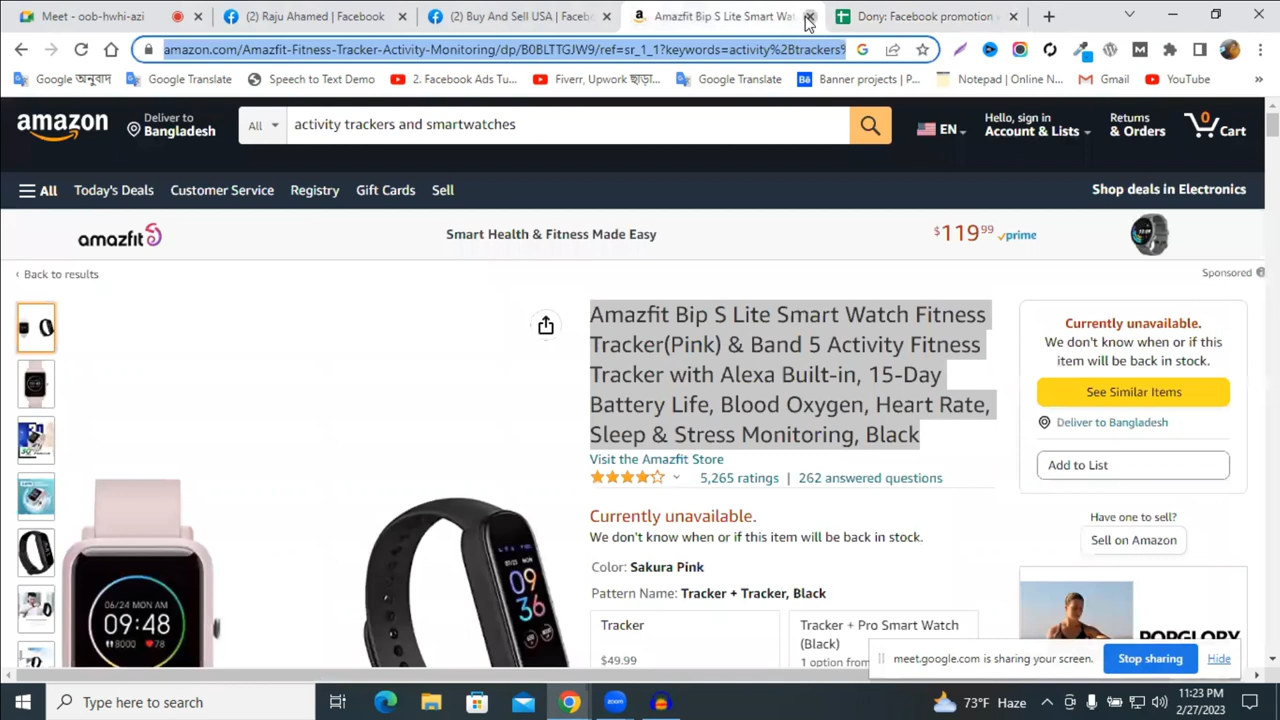 Meet - oob-hwhi-azi
(2) Raju Ahamed | Facebook
(2) Buy And Sell USA | Faceb
Amazfit Bip S Lite Smart Wat
Dony: Facebook promotion
amazon.com/Amazfit-Fitness-Tracker-Activity-Monitoring/dp/B0BLTTGJW9/ref=sr_1_1?keywords=activity%2Btrackers%
Google অনুবাদ
Google Translate
Speech to Text Demo
2. Facebook Ads Tu...
Fiverr, Upwork ছাড়া...
Google Translate
Banner projects | P...
Notepad | Online N...
Gmail
YouTube
amazon
Deliver to
Bangladesh
All
activity trackers and smartwatches
EN
Hello, sign in
Account & Lists
Returns
& Orders
0
Cart
All
Today's Deals
Customer Service
Registry
Gift Cards
Sell
Shop deals in Electronics
amazfit
Smart Health & Fitness Made Easy
$119 99
prime
‹ Back to results
Sponsored
Amazfit Bip S Lite Smart Watch Fitness
Tracker(Pink) & Band 5 Activity Fitness
Tracker with Alexa Built-in, 15-Day
Battery Life, Blood Oxygen, Heart Rate,
Sleep & Stress Monitoring, Black
Visit the Amazfit Store
5,265 ratings | 262 answered questions
Currently unavailable.
We don't know when or if this item will be back in stock.
Color: Sakura Pink
Pattern Name: Tracker + Tracker, Black
Tracker
$49.99
Tracker + Pro Smart Watch
(Black)
1 option from
Currently unavailable.
We don't know when or if this
item will be back in stock.
See Similar Items
Deliver to Bangladesh
Add to List
Have one to sell?
Sell on Amazon
POPGLORY
06/24 MON AM
09:48
8000
78
09
36
meet.google.com is sharing your screen.
Stop sharing
Hide
Type here to search
zoom
73°F Haze
11:23 PM
2/27/2023